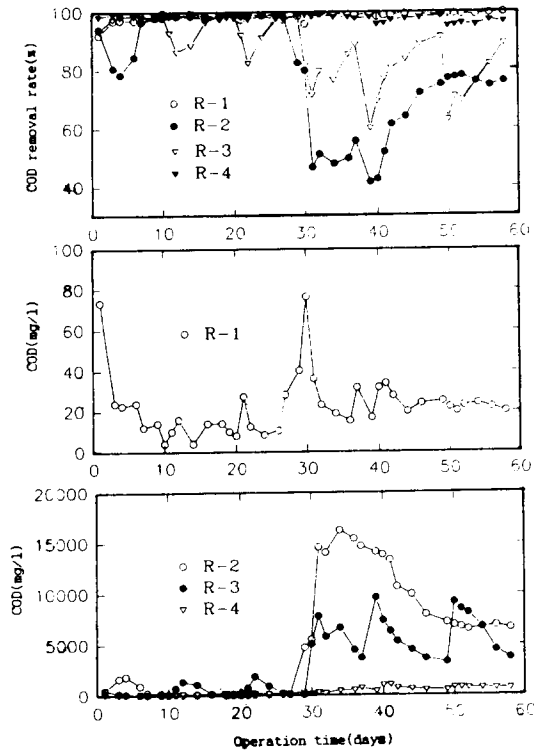 100
80
60
40
COD removal rate(%)
R-1
R-2
R-3
R-4
0 10 20 30 40 50 60
100
80
60
40
20
0
COD(mg/l)
R-1
0 10 20 30 40 50 60
20000
15000
10000
5000
0
COD(mg/l)
R-2
R-3
R-4
0 10 20 30 40 50 60
Operation time(days)